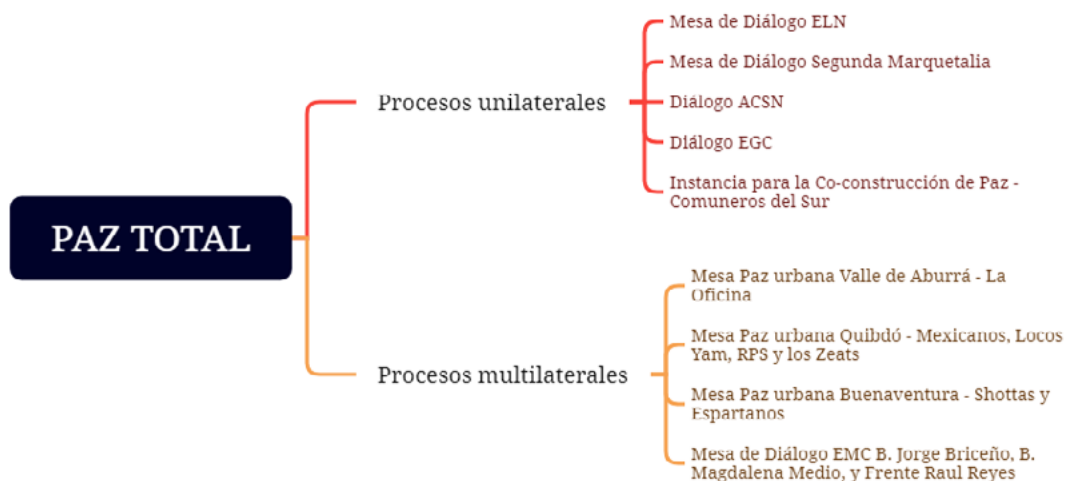 PAZ TOTAL
Procesos unilaterales
Mesa de Diálogo ELN
Mesa de Diálogo Segunda Marquetalia
Diálogo ACSN
Diálogo EGC
Instancia para la Co-construcción de Paz -
Comuneros del Sur
Procesos multilaterales
Mesa Paz urbana Valle de Aburrá - La
Oficina
Mesa Paz urbana Quibdó - Mexicanos, Locos
Yam, RPS y los Zeats
Mesa Paz urbana Buenaventura - Shottas y
Espartanos
Mesa de Diálogo EMC B. Jorge Briceño, B.
Magdalena Medio, y Frente Raul Reyes